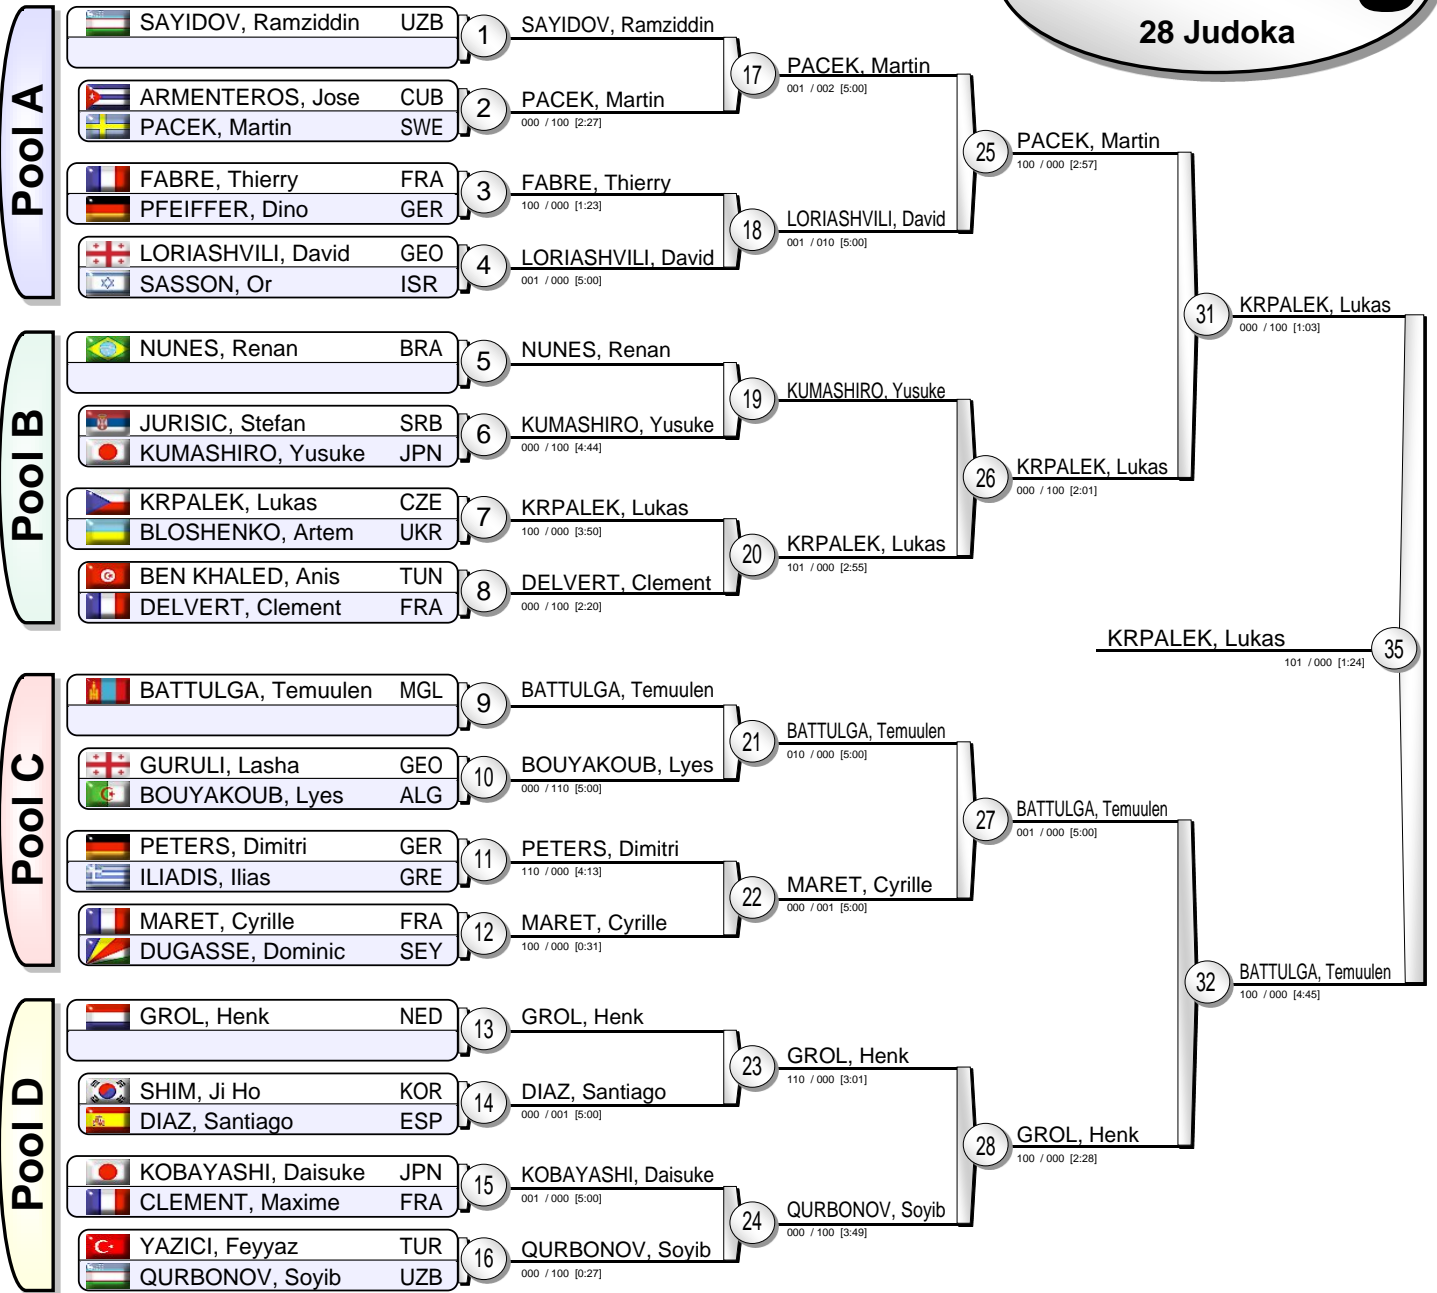 28 Judoka
Pool A
SAYIDOV, Ramziddin UZB
1
SAYIDOV, Ramziddin
ARMENTEROS, Jose CUB
PACEK, Martin SWE
2
PACEK, Martin
000 / 100 [2:27]
17
PACEK, Martin
001 / 002 [5:00]
FABRE, Thierry FRA
PFEIFFER, Dino GER
3
FABRE, Thierry
100 / 000 [1:23]
LORIASHVILI, David GEO
SASSON, Or ISR
4
LORIASHVILI, David
001 / 000 [5:00]
18
LORIASHVILI, David
001 / 010 [5:00]
25
PACEK, Martin
100 / 000 [2:57]
Pool B
NUNES, Renan BRA
5
NUNES, Renan
JURISIC, Stefan SRB
KUMASHIRO, Yusuke JPN
6
KUMASHIRO, Yusuke
000 / 100 [4:44]
19
KUMASHIRO, Yusuke
KRPALEK, Lukas CZE
BLOSHENKO, Artem UKR
7
KRPALEK, Lukas
100 / 000 [3:50]
BEN KHALED, Anis TUN
DELVERT, Clement FRA
8
DELVERT, Clement
000 / 100 [2:20]
20
KRPALEK, Lukas
101 / 000 [2:55]
26
KRPALEK, Lukas
000 / 100 [2:01]
31
KRPALEK, Lukas
000 / 100 [1:03]
KRPALEK, Lukas
101 / 000 [1:24]
35
Pool C
BATTULGA, Temuulen MGL
9
BATTULGA, Temuulen
GURULI, Lasha GEO
BOUYAKOUB, Lyes ALG
10
BOUYAKOUB, Lyes
000 / 110 [5:00]
21
BATTULGA, Temuulen
010 / 000 [5:00]
PETERS, Dimitri GER
ILIADIS, Ilias GRE
11
PETERS, Dimitri
110 / 000 [4:13]
MARET, Cyrille FRA
DUGASSE, Dominic SEY
12
MARET, Cyrille
100 / 000 [0:31]
22
MARET, Cyrille
000 / 001 [5:00]
27
BATTULGA, Temuulen
001 / 000 [5:00]
Pool D
GROL, Henk NED
13
GROL, Henk
SHIM, Ji Ho KOR
DIAZ, Santiago ESP
14
DIAZ, Santiago
000 / 001 [5:00]
23
GROL, Henk
110 / 000 [3:01]
KOBAYASHI, Daisuke JPN
CLEMENT, Maxime FRA
15
KOBAYASHI, Daisuke
001 / 000 [5:00]
YAZICI, Feyyaz TUR
QURBONOV, Soyib UZB
16
QURBONOV, Soyib
000 / 100 [0:27]
24
QURBONOV, Soyib
000 / 100 [3:49]
28
GROL, Henk
100 / 000 [2:28]
32
BATTULGA, Temuulen
100 / 000 [4:45]